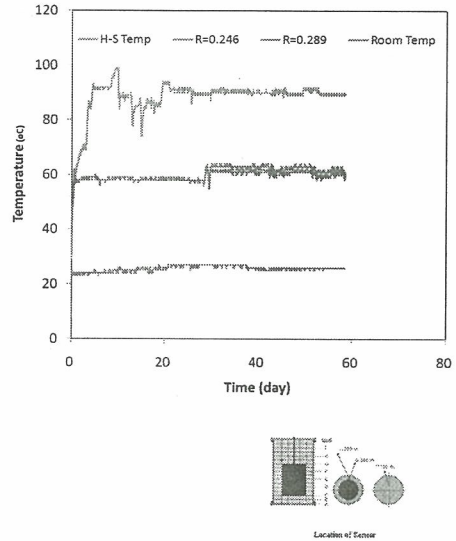 H-S Temp R=0.246 R=0.289 Room Temp
120
100
80
60
40
20
0
0 20 40 60 80
Temperature (oC)
Time (day)
Location of Sensor